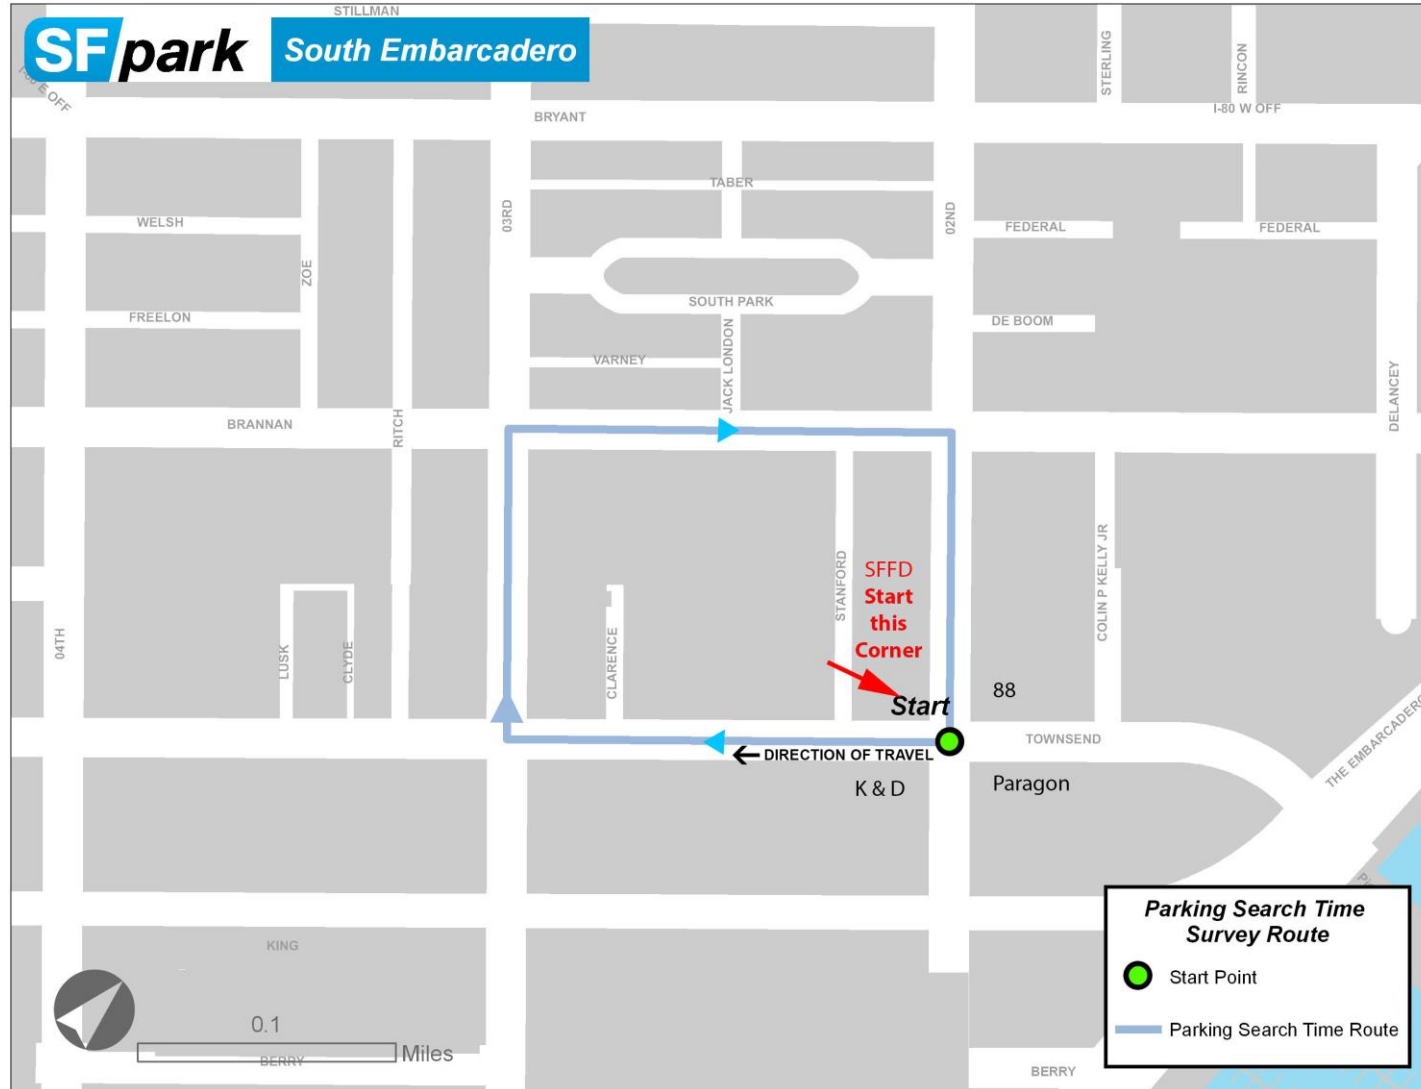 STILLMAN
SFpark
South Embarcadero
I-80 E OFF
STERLING
RINCON
I-80 W OFF
BRYANT
TABER
WELSH
03RD
02ND
FEDERAL
FEDERAL
ZOE
SOUTH PARK
FREELON
DE BOOM
JACK LONDON
VARNEY
DELANCEY
BRANNAN
RITCH
STANFORD
COLIN P KELLY JR
SFFD
Start
this
Corner
04TH
LUSK
CLYDE
CLARENCE
Start
88
TOWNSEND
THE EMBARCADERO
DIRECTION OF TRAVEL
K & D
Paragon
KING
Parking Search Time
Survey Route
Start Point
Parking Search Time Route
0.1
Miles
BERRY
BERRY